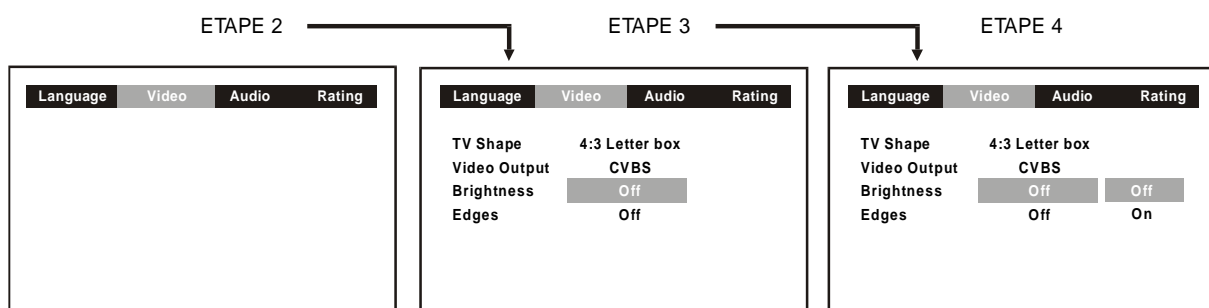 ETAPE 2 ETAPE 3 ETAPE 4
Language Video Audio Rating
Language Video Audio Rating
TV Shape 4:3 Letter box
Video Output CVBS
Brightness Off
Edges Off
Language Video Audio Rating
TV Shape 4:3 Letter box
Video Output CVBS
Brightness Off Off
Edges Off On